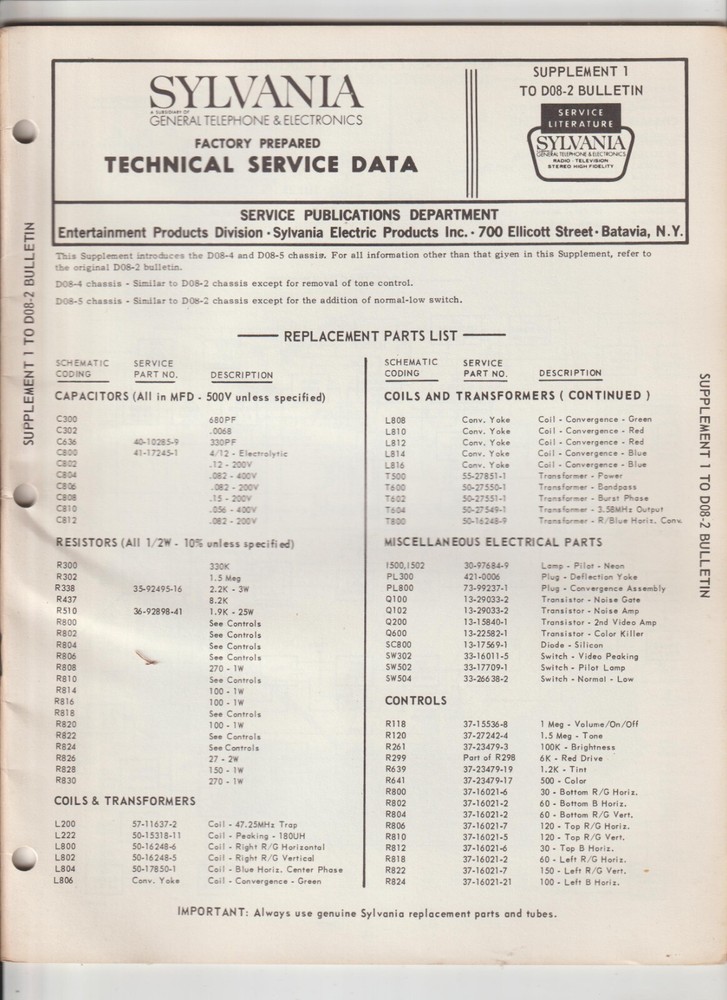 SYLVANIA
A SUBSIDIARY OF
GENERAL TELEPHONE & ELECTRONICS
FACTORY PREPARED
TECHNICAL SERVICE DATA
SUPPLEMENT 1
TO D08-2 BULLETIN
SERVICE
LITERATURE
SYLVANIA
GENERAL TELEPHONE & ELECTRONICS
RADIO - TELEVISION
STEREO HIGH FIDELITY
SERVICE PUBLICATIONS DEPARTMENT
Entertainment Products Division · Sylvania Electric Products Inc. · 700 Ellicott Street · Batavia, N.Y.
SUPPLEMENT 1 TO D08-2 BULLETIN
This Supplement introduces the D08-4 and D08-5 chassis. For all information other than that given in this Supplement, refer to
the original D08-2 bulletin.
D08-4 chassis - Similar to D08-2 chassis except for removal of tone control.
D08-5 chassis - Similar to D08-2 chassis except for the addition of normal-low switch.
REPLACEMENT PARTS LIST
SCHEMATIC SERVICE
CODING PART NO. DESCRIPTION
CAPACITORS (All in MFD - 500V unless specified)
C300 680PF
C302 .0068
C636 40-10285-9 330PF
C800 41-17245-1 4/12 - Electrolytic
C802 .12 - 200V
C804 .082 - 400V
C806 .082 - 200V
C808 .15 - 200V
C810 .056 - 400V
C812 .082 - 200V
RESISTORS (All 1/2W - 10% unless specified)
R300 330K
R302 1.5 Meg
R338 35-92495-16 2.2K - 3W
R437 8.2K
R510 36-92898-41 1.9K - 25W
R800 See Controls
R802 See Controls
R804 See Controls
R806 See Controls
R808 270 - 1W
R810 See Controls
R814 100 - 1W
R816 100 - 1W
R818 See Controls
R820 100 - 1W
R822 See Controls
R824 See Controls
R826 27 - 2W
R828 150 - 1W
R830 270 - 1W
COILS & TRANSFORMERS
L200 57-11637-2 Coil - 47.25MHz Trap
L222 50-15318-11 Coil - Peaking - 180UH
L800 50-16248-6 Coil - Right R/G Horizontal
L802 50-16248-5 Coil - Right R/G Vertical
L804 50-17850-1 Coil - Blue Horiz. Center Phase
L806 Conv. Yoke Coil - Convergence - Green
SCHEMATIC SERVICE
CODING PART NO. DESCRIPTION
COILS AND TRANSFORMERS ( CONTINUED )
L808 Conv. Yoke Coil - Convergence - Green
L810 Conv. Yoke Coil - Convergence - Red
L812 Conv. Yoke Coil - Convergence - Red
L814 Conv. Yoke Coil - Convergence - Blue
L816 Conv. Yoke Coil - Convergence - Blue
T500 55-27851-1 Transformer - Power
T600 50-27550-1 Transformer - Bandpass
T602 50-27551-1 Transformer - Burst Phase
T604 50-27549-1 Transformer - 3.58MHz Output
T800 50-16248-9 Transformer - R/Blue Horiz. Conv.
MISCELLANEOUS ELECTRICAL PARTS
I500,I502 30-97684-9 Lamp - Pilot - Neon
PL300 421-0006 Plug - Deflection Yoke
PL800 73-99237-1 Plug - Convergence Assembly
Q100 13-29033-2 Transistor - Noise Gate
Q102 13-29033-2 Transistor - Noise Amp
Q200 13-15840-1 Transistor - 2nd Video Amp
Q600 13-22582-1 Transistor - Color Killer
SC800 13-17569-1 Diode - Silicon
SW302 33-16011-5 Switch - Video Peaking
SW502 33-17709-1 Switch - Pilot Lamp
SW504 33-26638-2 Switch - Normal - Low
CONTROLS
R118 37-15536-8 1 Meg - Volume/On/Off
R120 37-27242-4 1.5 Meg - Tone
R261 37-23479-3 100K - Brightness
R299 Part of R298 6K - Red Drive
R639 37-23479-19 1.2K - Tint
R641 37-23479-17 500 - Color
R800 37-16021-6 30 - Bottom R/G Horiz.
R802 37-16021-2 60 - Bottom B Horiz.
R804 37-16021-2 60 - Bottom R/G Vert.
R806 37-16021-7 120 - Top R/G Horiz.
R810 37-16021-5 120 - Top R/G Vert.
R812 37-16021-6 30 - Top B Horiz.
R818 37-16021-2 60 - Left R/G Horiz.
R822 37-16021-7 150 - Left R/G Vert.
R824 37-16021-21 100 - Left B Horiz.
SUPPLEMENT 1 TO D08-2 BULLETIN
IMPORTANT: Always use genuine Sylvania replacement parts and tubes.